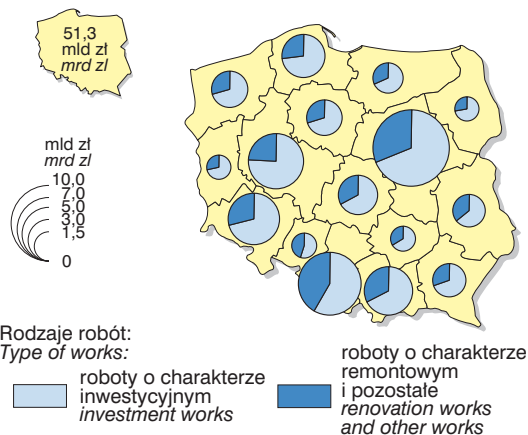 51,3
mld zł
mrd zl
mld zł
mrd zl
10,0
7,0
5,0
3,0
1,5
0
Rodzaje robót:
Type of works:
roboty o charakterze
inwestycyjnym
investment works
roboty o charakterze
remontowym
i pozostałe
renovation works
and other works